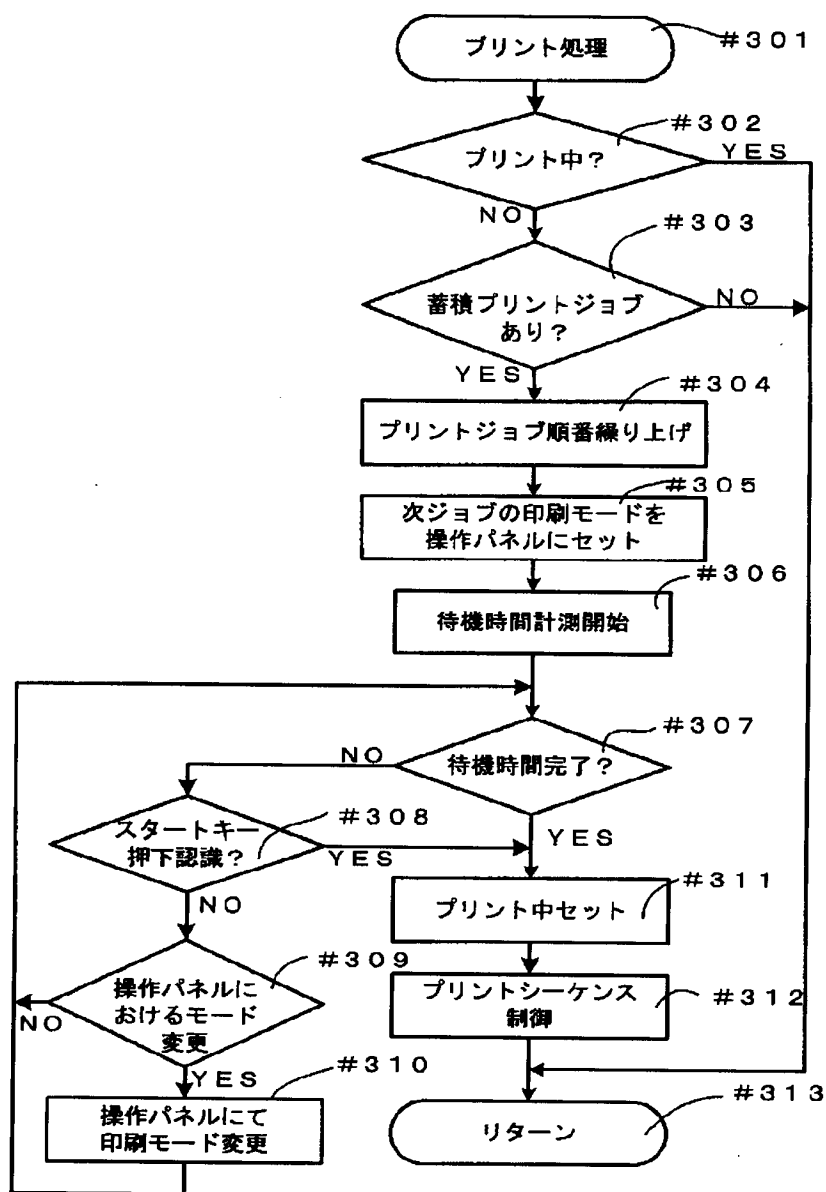 プリント処理
#301
#302
プリント中?
YES
NO
#303
蓄積プリントジョブ
あり?
NO
YES
#304
プリントジョブ順番繰り上げ
#305
次ジョブの印刷モードを
操作パネルにセット
#306
待機時間計測開始
#307
NO
待機時間完了?
スタートキー
押下認識?
#308
YES
YES
NO
#311
プリント中セット
#309
操作パネルに
おけるモード
変更
NO
プリントシーケンス
制御
#312
YES
#310
操作パネルにて
印刷モード変更
#313
リターン